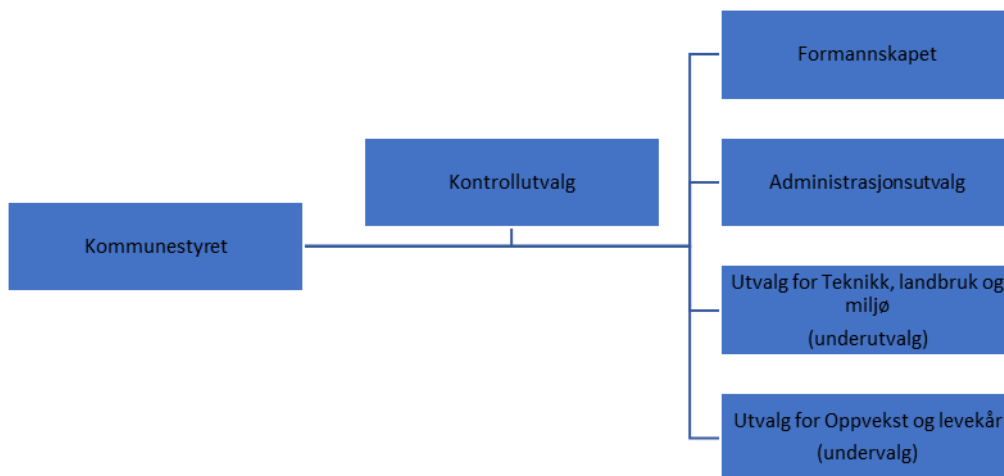 Kommunestyret
Kontrollutvalg
Formannskapet
Administrasjonsutvalg
Utvalg for Teknikk, landbruk og
miljø
(underutvalg)
Utvalg for Oppvekst og levekår
(undervalg)